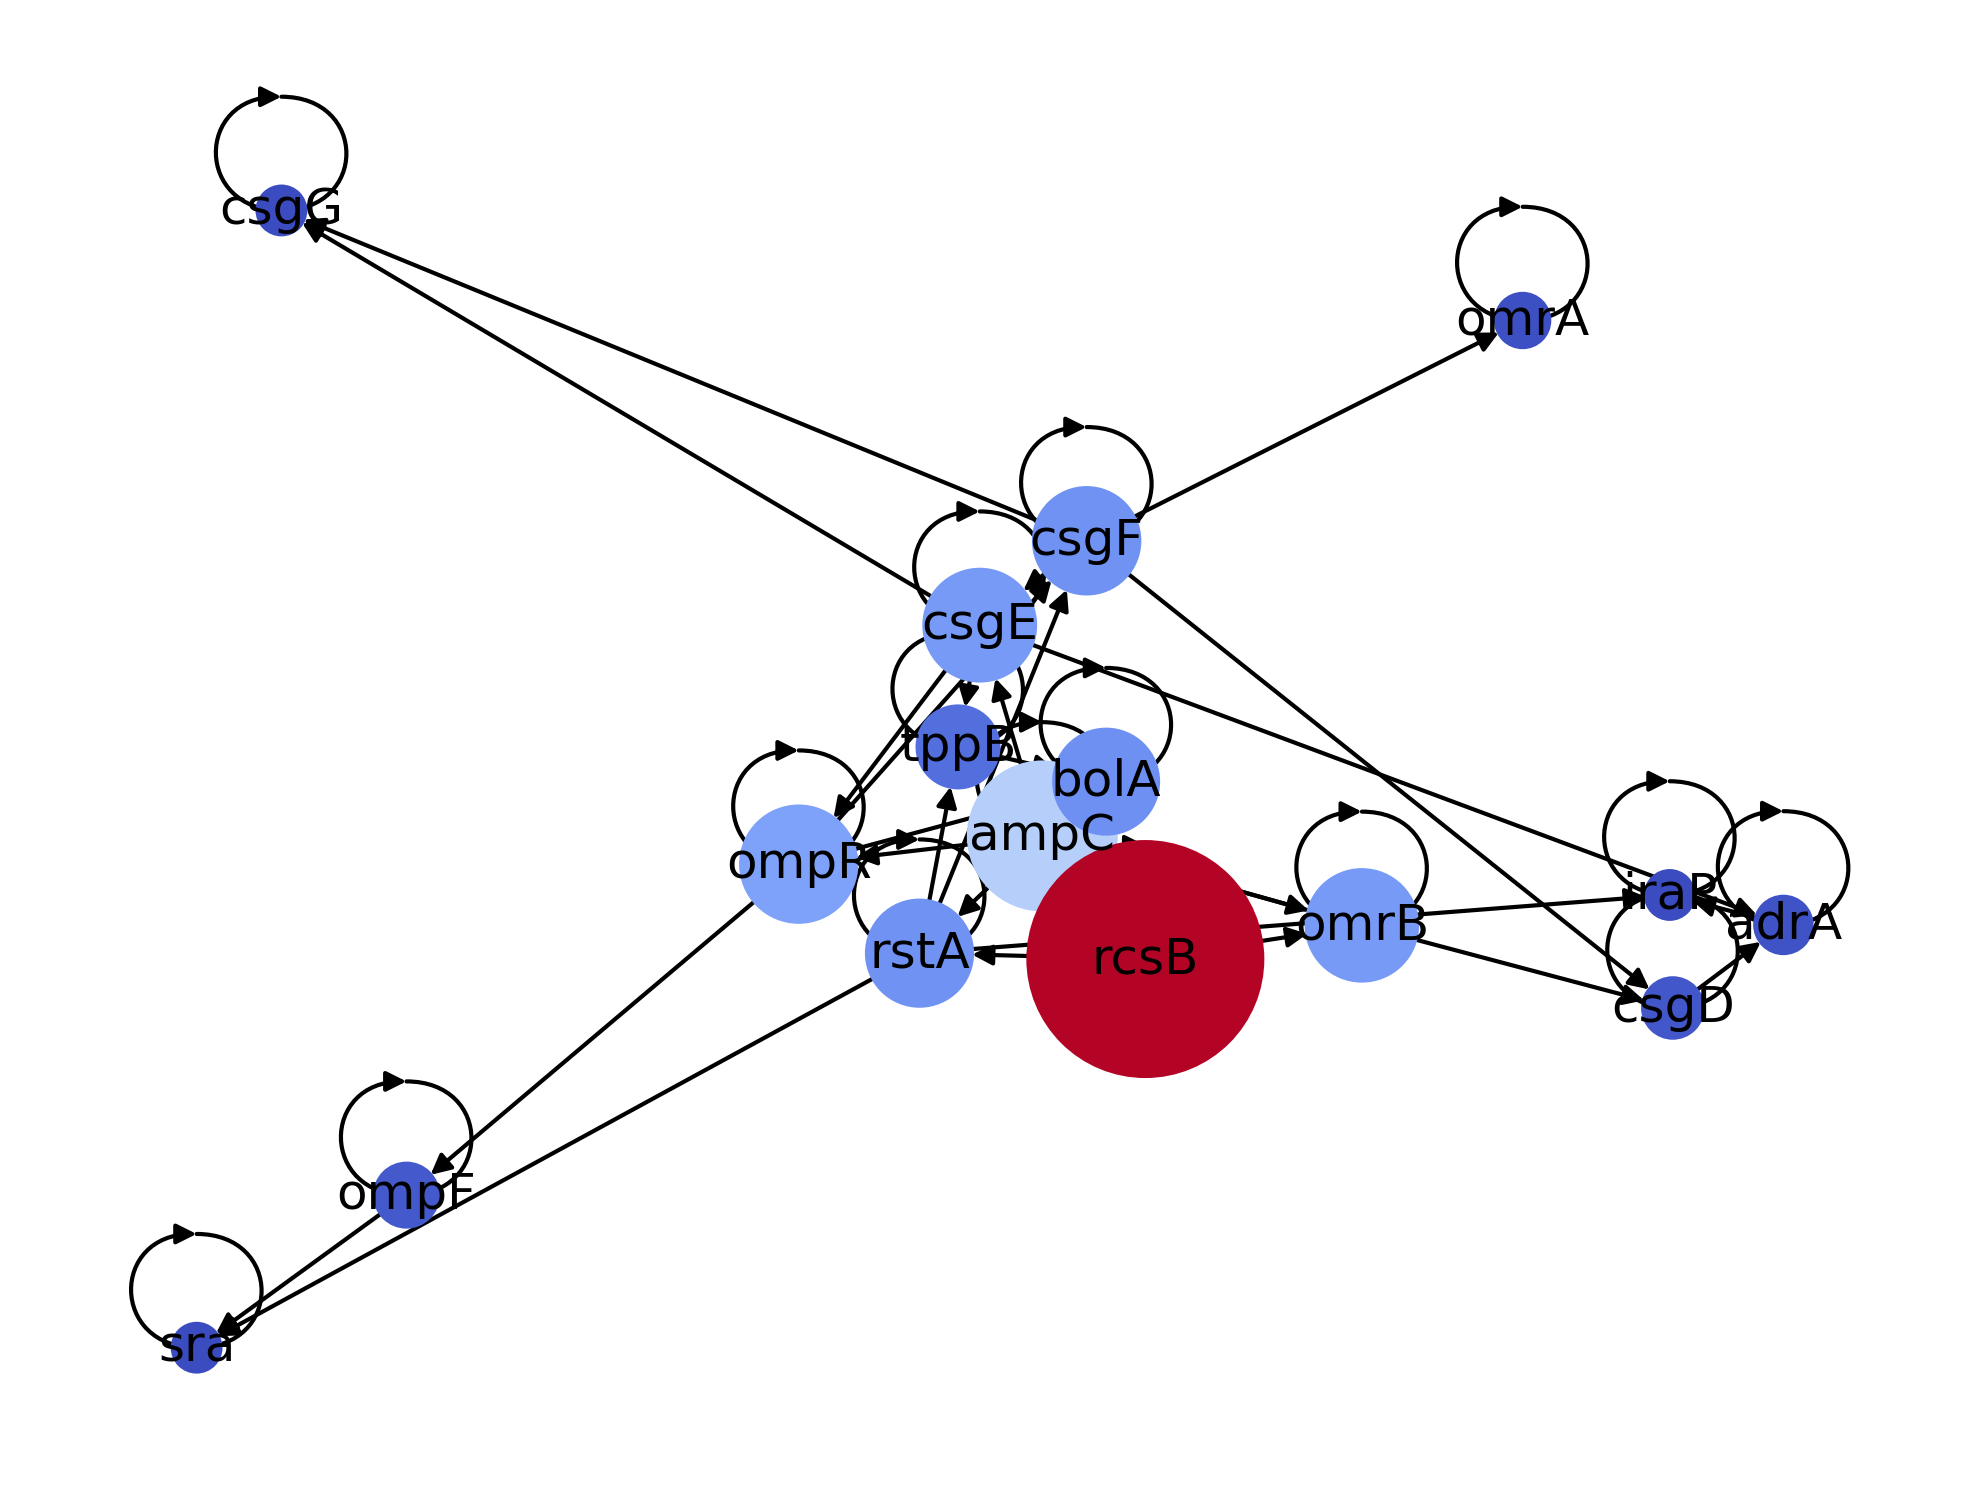 csgG
omrA
csgF
csgE
tppB
bolA
ampC
ompR
iraP
omrB
adrA
rstA
rcsB
csgD
ompF
sra